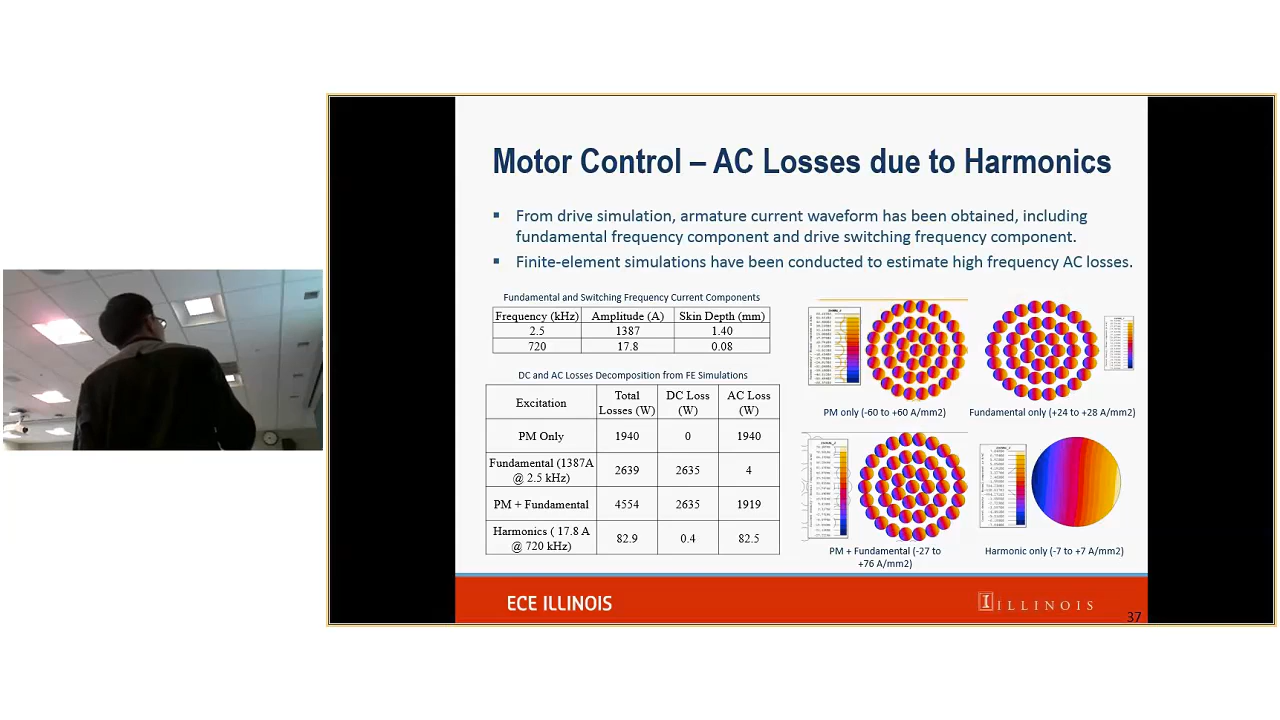 Motor Control – AC Losses due to Harmonics
▪ From drive simulation, armature current waveform has been obtained, including
fundamental frequency component and drive switching frequency component.
▪ Finite-element simulations have been conducted to estimate high frequency AC losses.
Fundamental and Switching Frequency Current Components
Frequency (kHz) Amplitude (A) Skin Depth (mm)
2.5 1387 1.40
720 17.8 0.08
DC and AC Losses Decomposition from FE Simulations
Excitation Total Losses (W) DC Loss (W) AC Loss (W)
PM Only 1940 0 1940
Fundamental (1387A @ 2.5 kHz) 2639 2635 4
PM + Fundamental 4554 2635 1919
Harmonics ( 17.8 A @ 720 kHz) 82.9 0.4 82.5
PM only (-60 to +60 A/mm2)
Fundamental only (+24 to +28 A/mm2)
PM + Fundamental (-27 to
+76 A/mm2)
Harmonic only (-7 to +7 A/mm2)
ECE ILLINOIS
I ILLINOIS
37